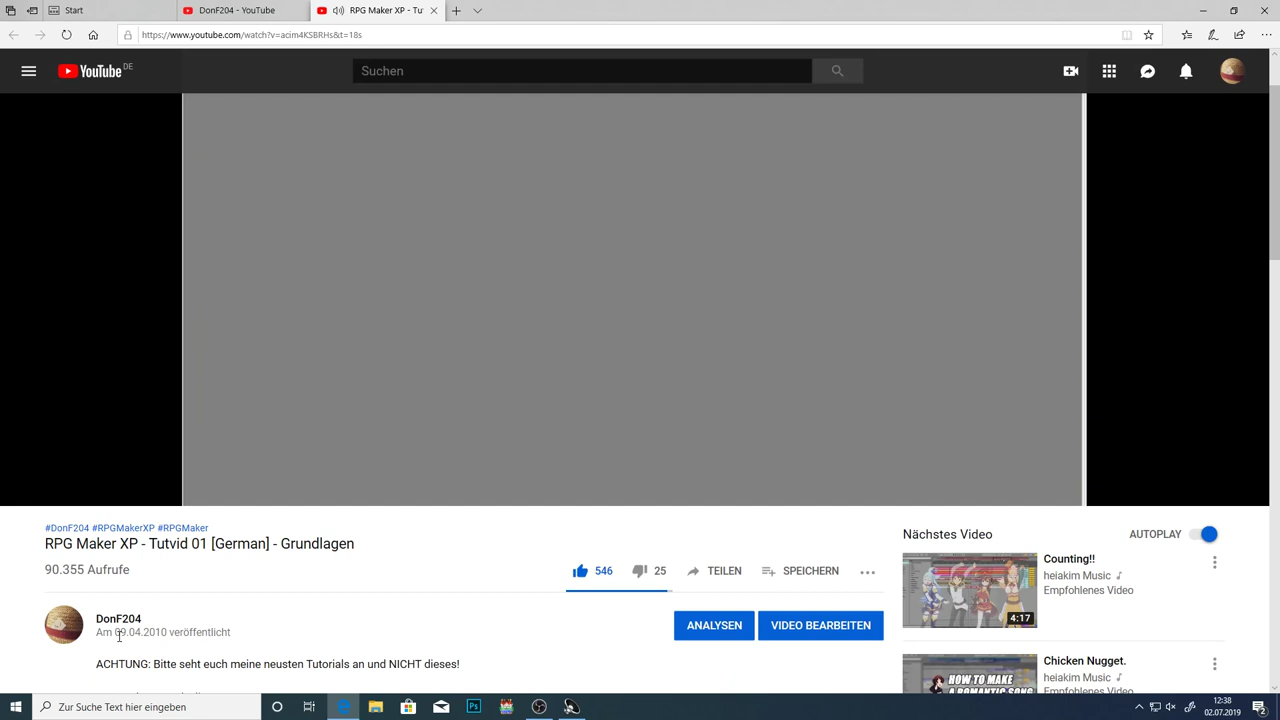 Start
DonF204 - YouTube
RPG Maker XP - Tut
https://www.youtube.com/watch?v=acim4KSBRHs&t=18s
YouTube DE
Suchen
#DonF204 #RPGMakerXP #RPGMaker
RPG Maker XP - Tutvid 01 [German] - Grundlagen
90.355 Aufrufe
546
25
TEILEN
SPEICHERN
DonF204
Am 09.04.2010 veröffentlicht
ANALYSEN
VIDEO BEARBEITEN
ACHTUNG: Bitte seht euch meine neusten Tutorials an und NICHT dieses!
Nächstes Video
AUTOPLAY
Counting!!
heiakim Music
Empfohlenes Video
4:17
Chicken Nugget.
heiakim Music
Empfohlenes Video
HOW TO MAKE
A ROMANTIC SONG
Zur Suche Text hier eingeben
Ps
12:38
02.07.2019
2